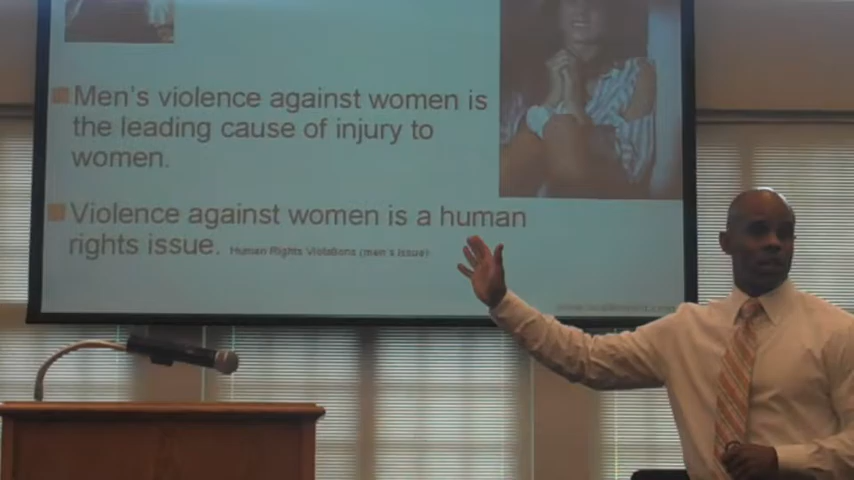 Men's violence against women is
the leading cause of injury to
women.
Violence against women is a human
rights issue. Human Rights Violations (men's issue)